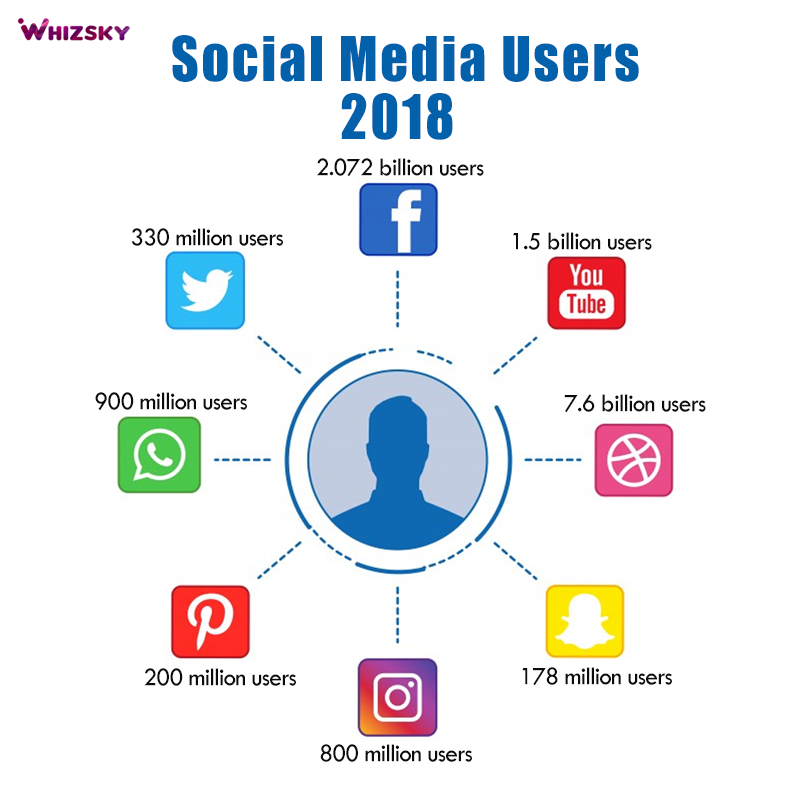 WHIZSKY
Social Media Users
2018
2.072 billion users
330 million users
1.5 billion users
You
Tube
900 million users
7.6 billion users
200 million users
178 million users
800 million users